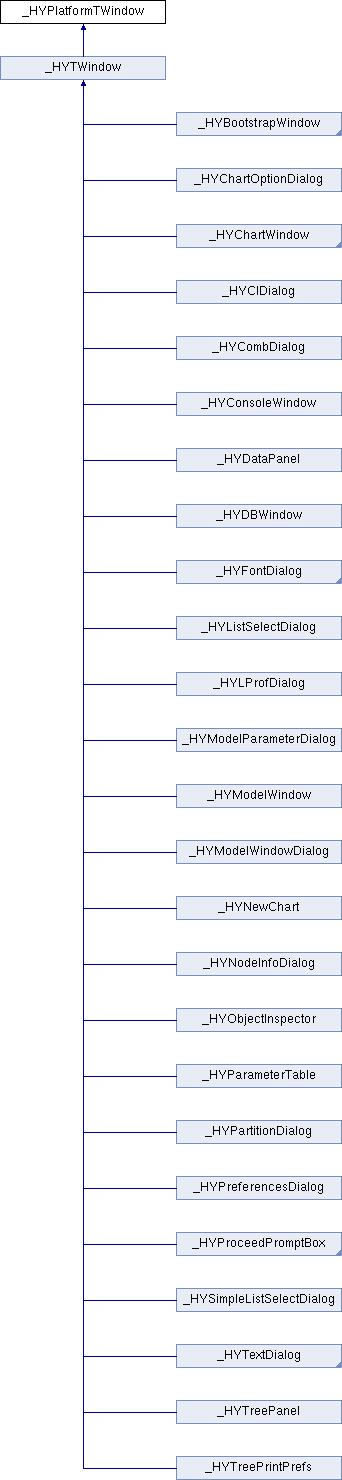 _HYPlatformTWindow
_HYTWindow
_HYBootstrapWindow
_HYChartOptionDialog
_HYChartWindow
_HYCIDialog
_HYCombDialog
_HYConsoleWindow
_HYDataPanel
_HYDBWindow
_HYFontDialog
_HYListSelectDialog
_HYLProfDialog
_HYModelParameterDialog
_HYModelWindow
_HYModelWindowDialog
_HYNewChart
_HYNodeInfoDialog
_HYObjectInspector
_HYParameterTable
_HYPartitionDialog
_HYPreferencesDialog
_HYProceedPromptBox
_HYSimpleListSelectDialog
_HYTextDialog
_HYTreePanel
_HYTreePrintPrefs